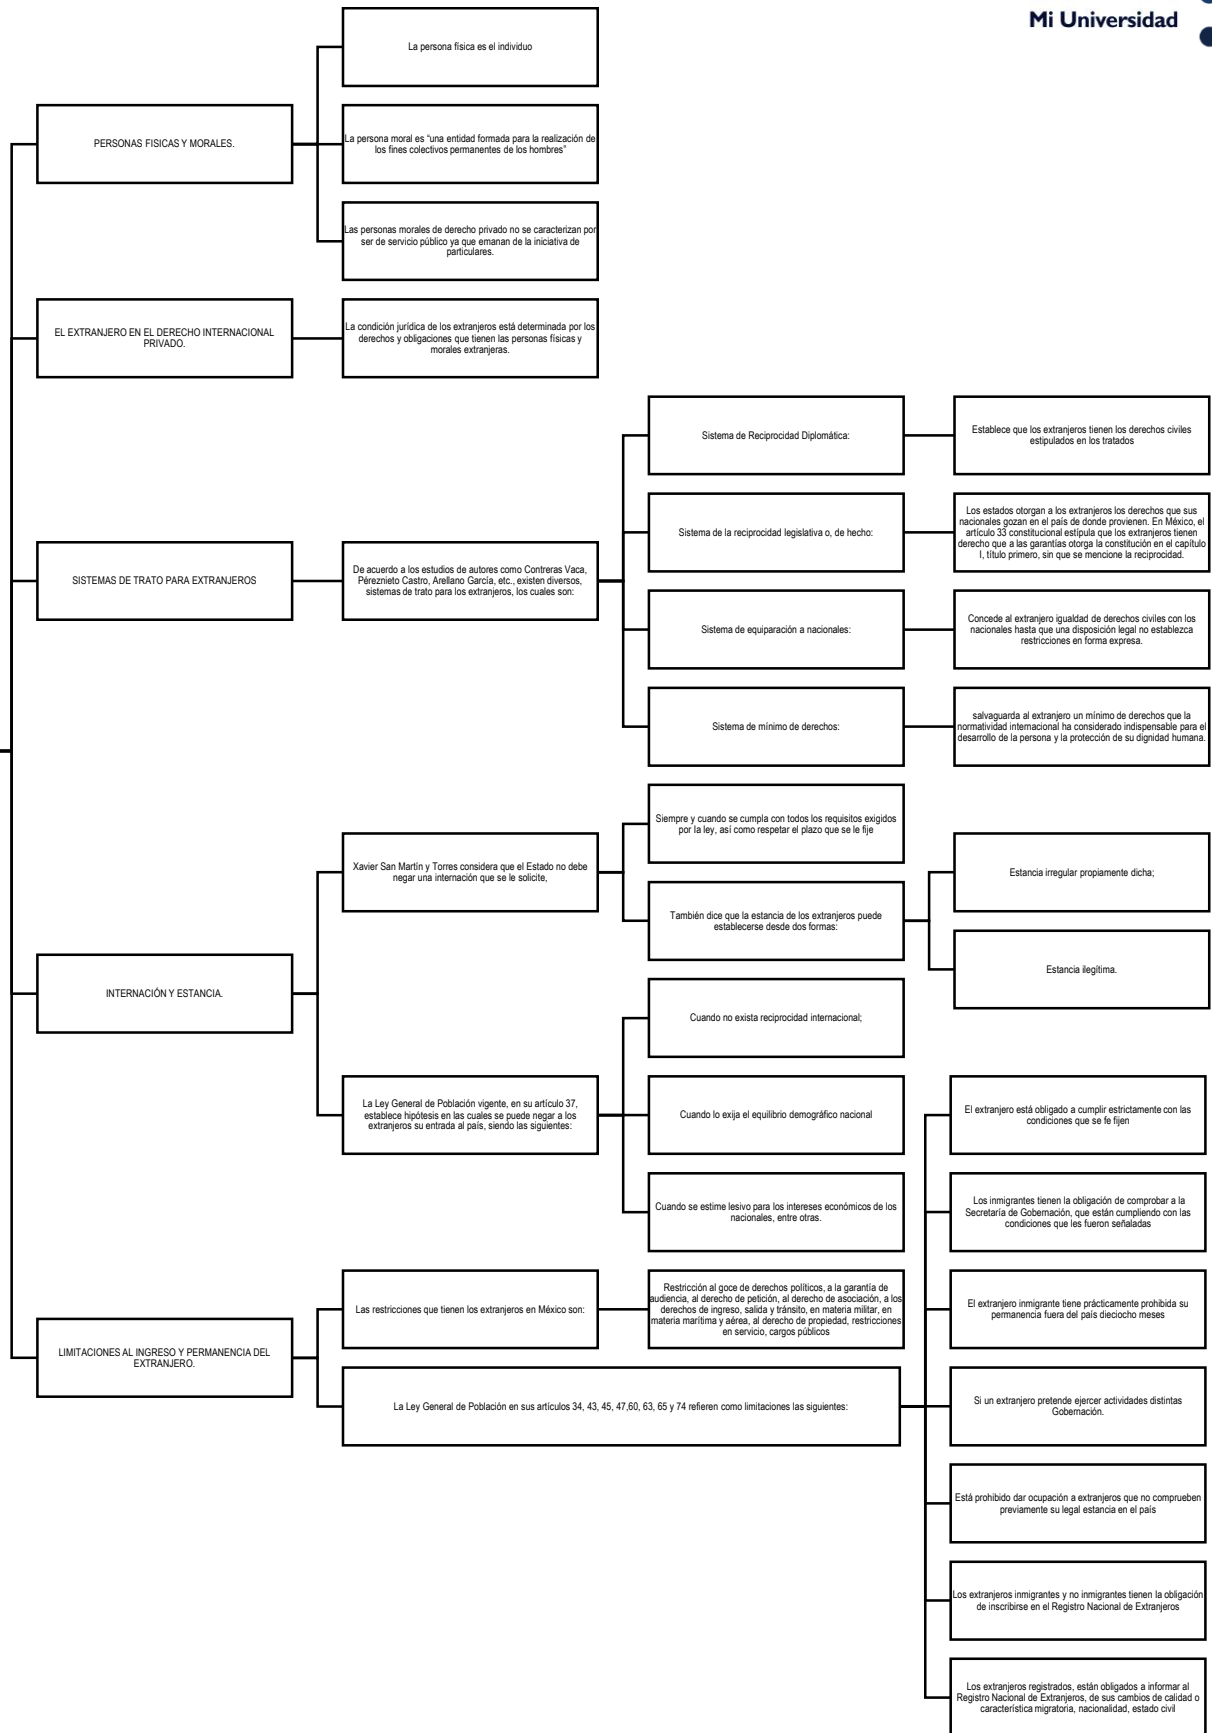 Mi Universidad
La persona física es el individuo
PERSONAS FISICAS Y MORALES.
La persona moral es “una entidad formada para la realización de
los fines colectivos permanentes de los hombres”
Las personas morales de derecho privado no se caracterizan por
ser de servicio público ya que emanan de la iniciativa de
particulares.
EL EXTRANJERO EN EL DERECHO INTERNACIONAL
PRIVADO.
La condición jurídica de los extranjeros está determinada por los
derechos y obligaciones que tienen las personas físicas y
morales extranjeras.
SISTEMAS DE TRATO PARA EXTRANJEROS
De acuerdo a los estudios de autores como Contreras Vaca,
Péreznieto Castro, Arellano García, etc., existen diversos,
sistemas de trato para los extranjeros, los cuales son:
Sistema de Reciprocidad Diplomática:
Establece que los extranjeros tienen los derechos civiles
estipulados en los tratados
Sistema de la reciprocidad legislativa o, de hecho:
Los estados otorgan a los extranjeros los derechos que sus
nacionales gozan en el país de donde provienen. En México, el
artículo 33 constitucional estípula que los extranjeros tienen
derecho que a las garantías otorga la constitución en el capítulo
I, título primero, sin que se mencione la reciprocidad.
Sistema de equiparación a nacionales:
Concede al extranjero igualdad de derechos civiles con los
nacionales hasta que una disposición legal no establezca
restricciones en forma expresa.
Sistema de mínimo de derechos:
salvaguarda al extranjero un mínimo de derechos que la
normatividad internacional ha considerado indispensable para el
desarrollo de la persona y la protección de su dignidad humana.
INTERNACIÓN Y ESTANCIA.
Xavier San Martín y Torres considera que el Estado no debe
negar una internación que se le solicite,
Siempre y cuando se cumpla con todos los requisitos exigidos
por la ley, así como respetar el plazo que se le fije
También dice que la estancia de los extranjeros puede
establecerse desde dos formas:
Estancia irregular propiamente dicha;
Estancia ilegítima.
La Ley General de Población vigente, en su artículo 37,
establece hipótesis en las cuales se puede negar a los
extranjeros su entrada al país, siendo las siguientes:
Cuando no exista reciprocidad internacional;
Cuando lo exija el equilibrio demográfico nacional
Cuando se estime lesivo para los intereses económicos de los
nacionales, entre otras.
LIMITACIONES AL INGRESO Y PERMANENCIA DEL
EXTRANJERO.
Las restricciones que tienen los extranjeros en México son:
Restricción al goce de derechos políticos, a la garantía de
audiencia, al derecho de petición, al derecho de asociación, a los
derechos de ingreso, salida y tránsito, en materia militar, en
materia marítima y aérea, al derecho de propiedad, restricciones
en servicio, cargos públicos
La Ley General de Población en sus artículos 34, 43, 45, 47,60, 63, 65 y 74 refieren como limitaciones las siguientes:
El extranjero está obligado a cumplir estrictamente con las
condiciones que se fe fijen
Los inmigrantes tienen la obligación de comprobar a la
Secretaría de Gobernación, que están cumpliendo con las
condiciones que les fueron señaladas
El extranjero inmigrante tiene prácticamente prohibida su
permanencia fuera del país dieciocho meses
Si un extranjero pretende ejercer actividades distintas
Gobernación.
Está prohibido dar ocupación a extranjeros que no comprueben
previamente su legal estancia en el país
Los extranjeros inmigrantes y no inmigrantes tienen la obligación
de inscribirse en el Registro Nacional de Extranjeros
Los extranjeros registrados, están obligados a informar al
Registro Nacional de Extranjeros, de sus cambios de calidad o
característica migratoria, nacionalidad, estado civil